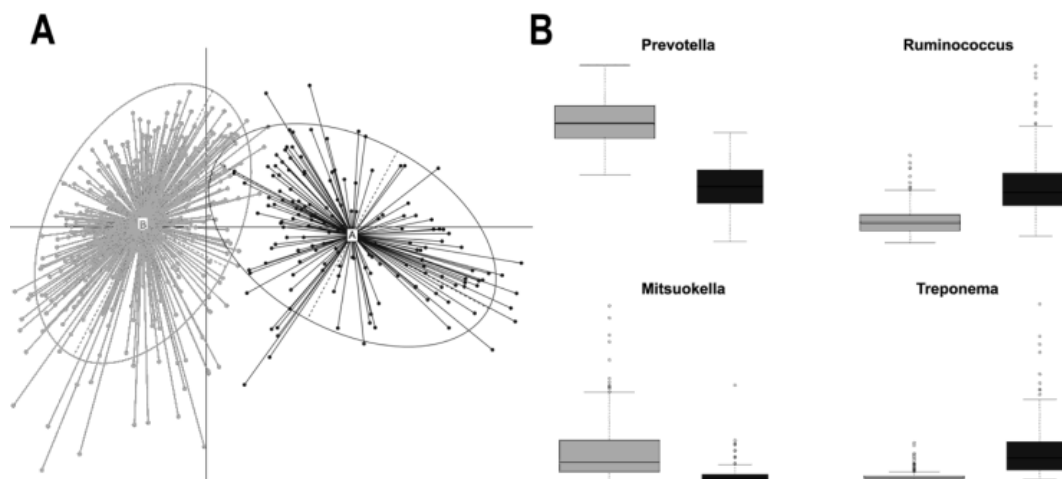 A
B
B
A
Prevotella
Ruminococcus
Mitsuokella
Treponema